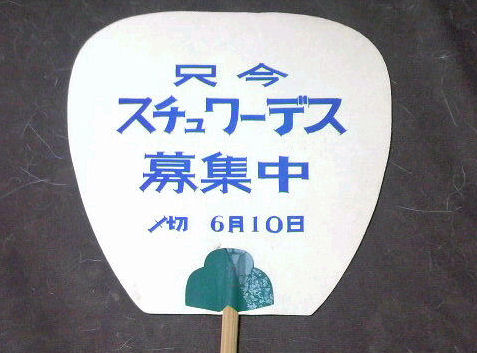 只今
スチュワーデス
募集中
〆切 6月10日